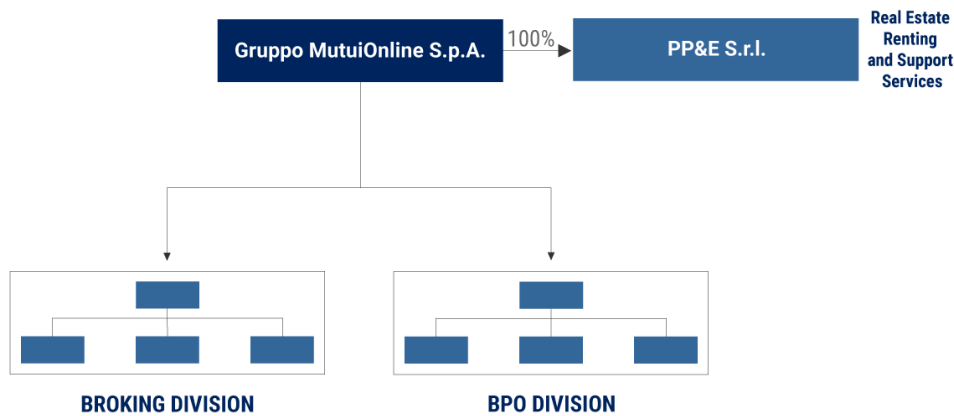 Gruppo MutuiOnline S.p.A.
100%
PP&E S.r.l.
Real Estate
Renting
and Support
Services
BROKING DIVISION
BPO DIVISION